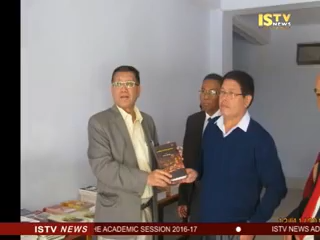 ISTV
NEWS
ISTV NEWS
HE ACADEMIC SESSION 2016-17
ISTV NEWS AD